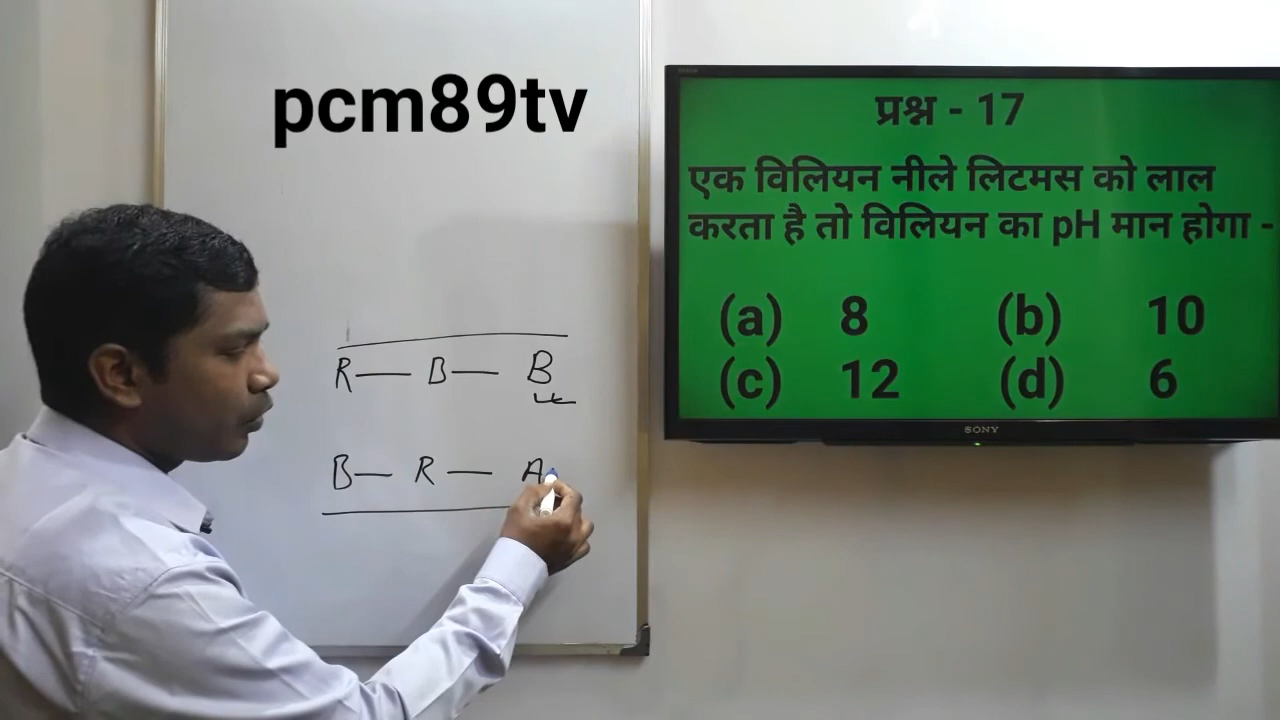 pcm89tv
R — B — B
B — R — A
प्रश्न - 17
एक विलियन नीले लिटमस को लाल
करता है तो विलियन का pH मान होगा -
(a) 8 (b) 10
(c) 12 (d) 6
SONY